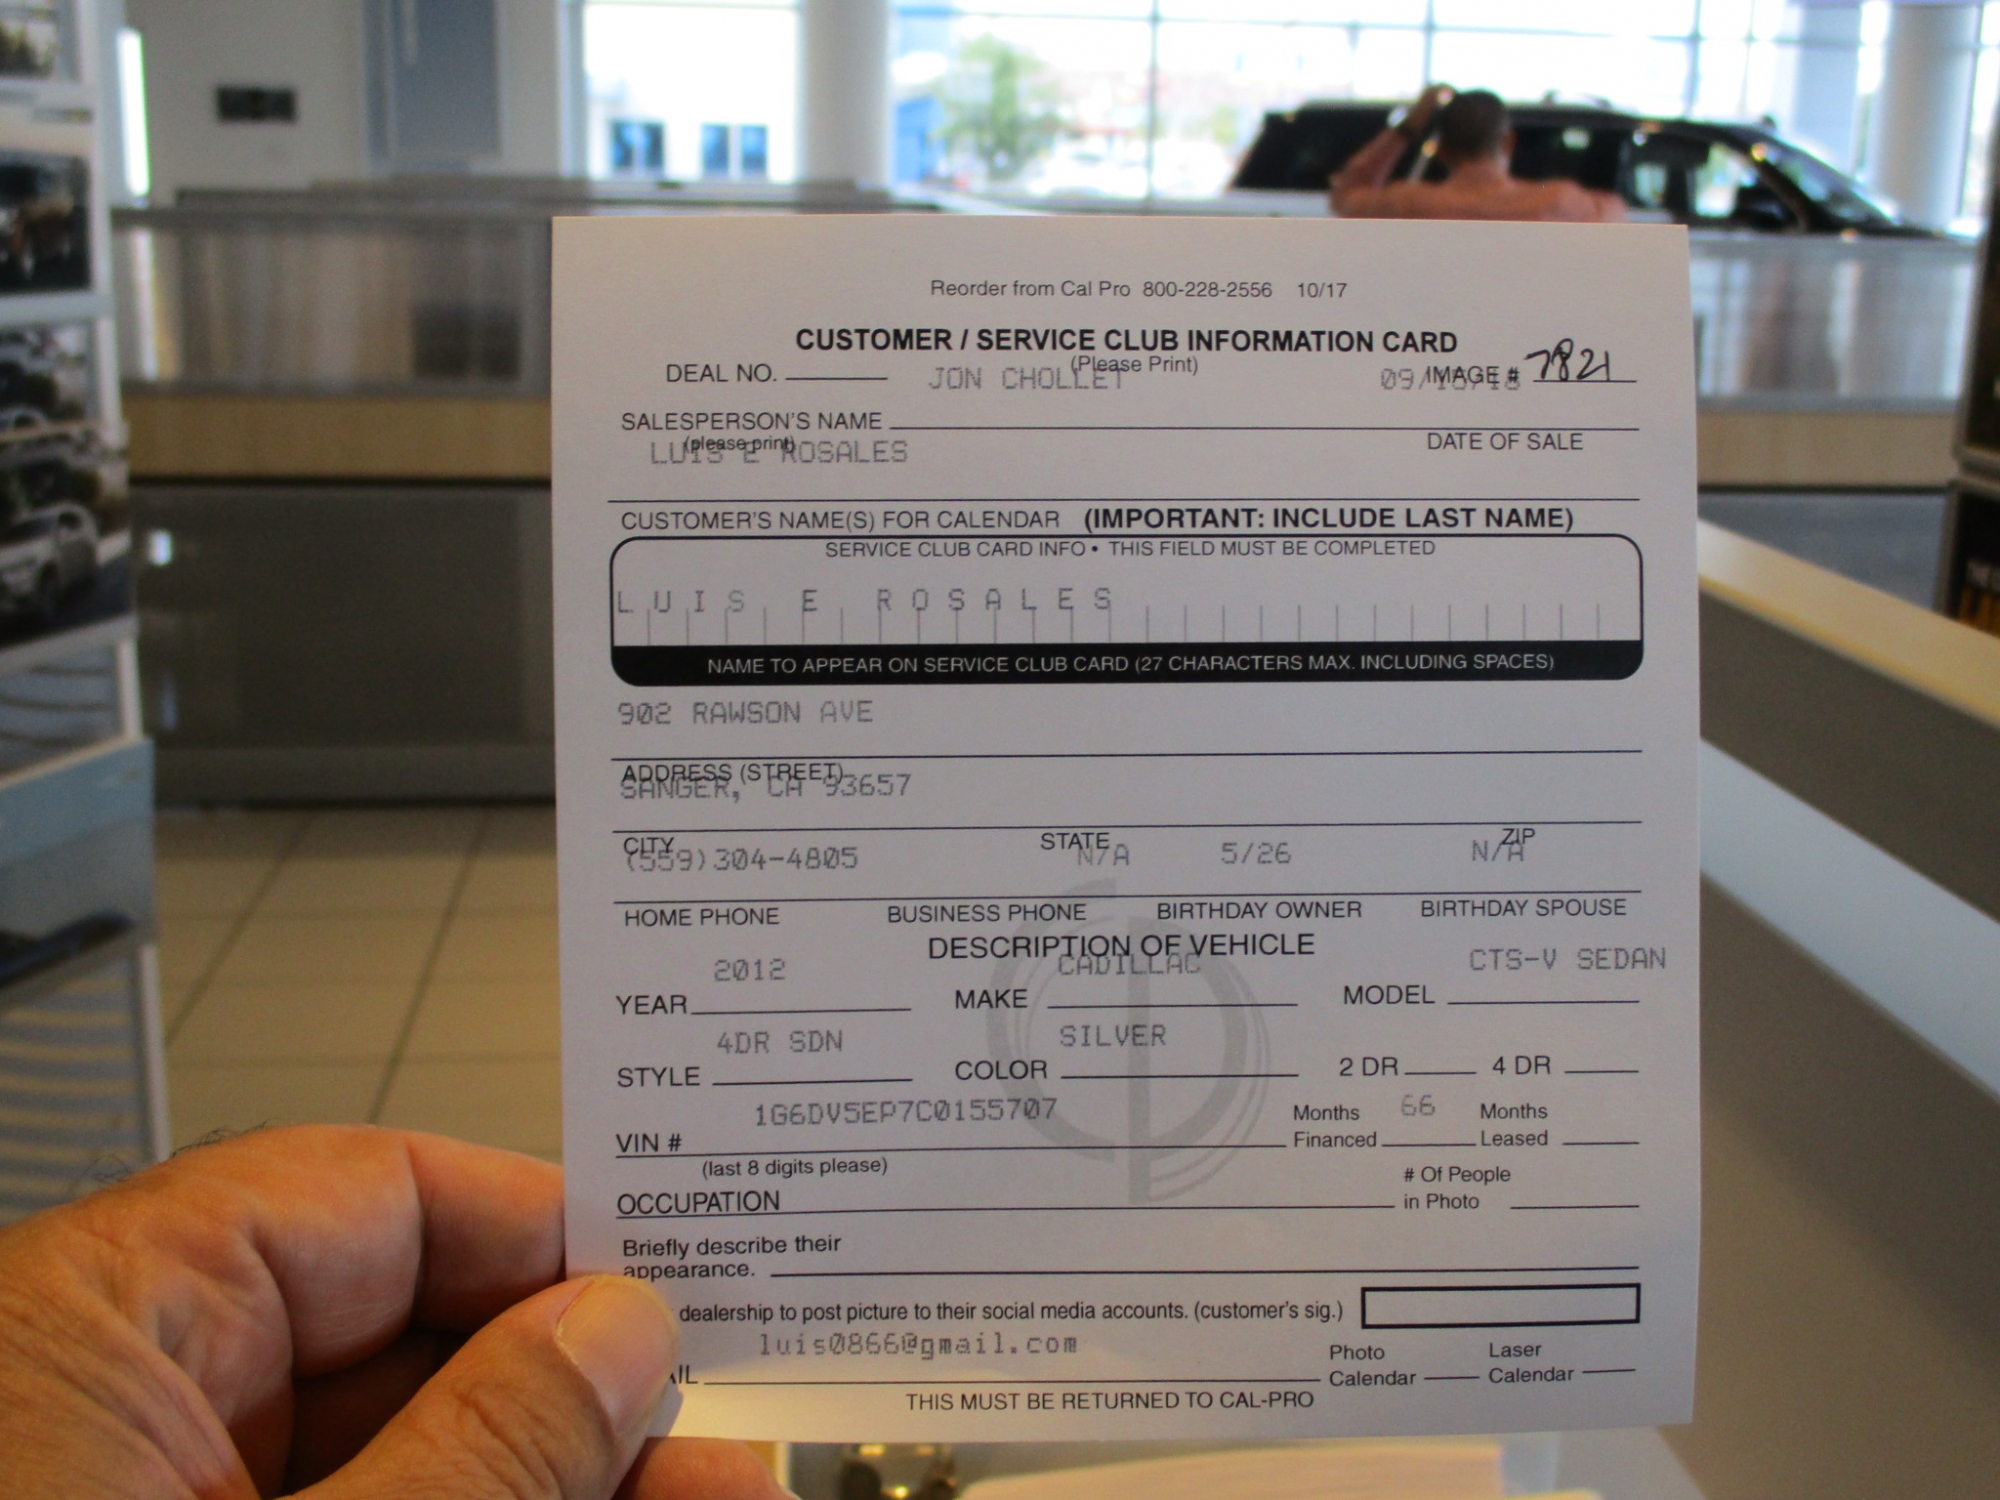 Reorder from Cal Pro 800-228-2556 10/17
CUSTOMER / SERVICE CLUB INFORMATION CARD
(Please Print)
DEAL NO. JON CHOLLET IMAGE # 7821
SALESPERSON'S NAME
(please print) DATE OF SALE
LUIS E ROSALES
CUSTOMER'S NAME(S) FOR CALENDAR (IMPORTANT: INCLUDE LAST NAME)
SERVICE CLUB CARD INFO • THIS FIELD MUST BE COMPLETED
LUIS E ROSALES
NAME TO APPEAR ON SERVICE CLUB CARD (27 CHARACTERS MAX. INCLUDING SPACES)
902 RAWSON AVE
ADDRESS (STREET)
SANGER, CA 93657
CITY STATE ZIP
(559)304-4805 N/A 5/26 N/A
HOME PHONE BUSINESS PHONE BIRTHDAY OWNER BIRTHDAY SPOUSE
DESCRIPTION OF VEHICLE
2012 CADILLAC CTS-V SEDAN
YEAR MAKE MODEL
4DR SDN SILVER
STYLE COLOR 2 DR 4 DR
1G6DV5EP7C0155707 Months 66 Months
VIN # Financed Leased
(last 8 digits please) # Of People
OCCUPATION in Photo
Briefly describe their
appearance.
dealership to post picture to their social media accounts. (customer's sig.)
luis0866@gmail.com Photo Laser
AIL Calendar Calendar
THIS MUST BE RETURNED TO CAL-PRO